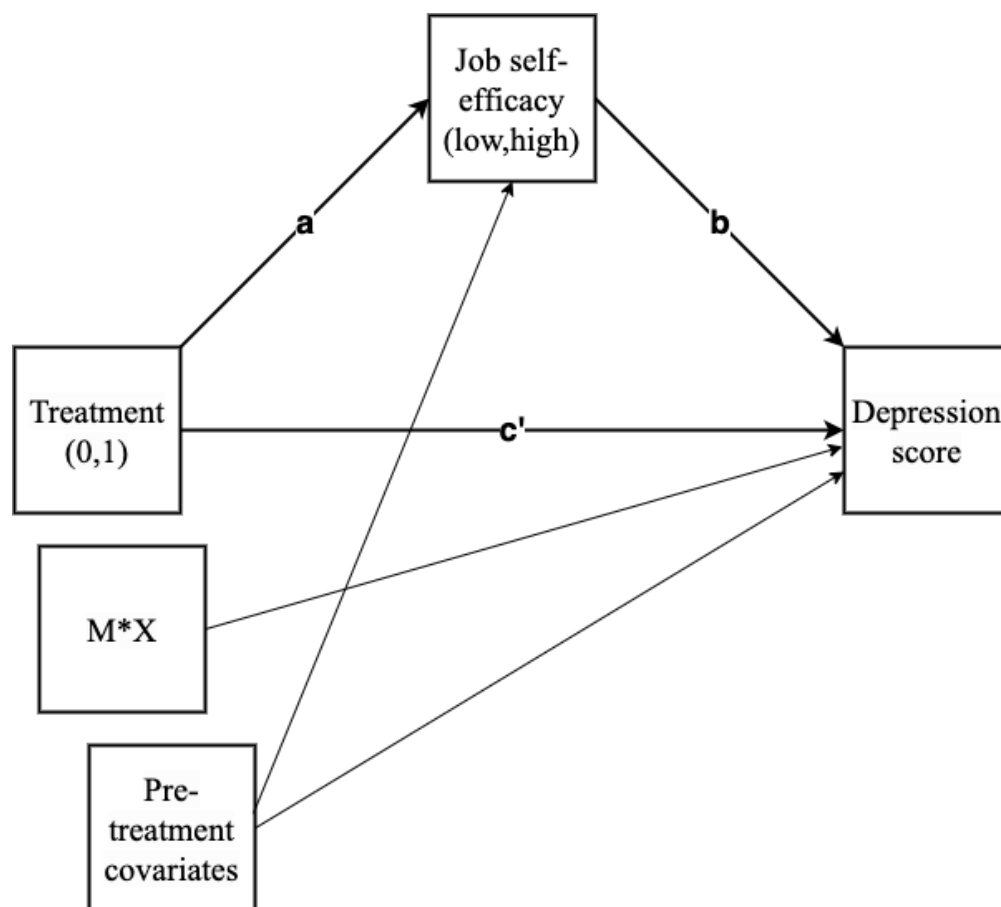 Job self-
efficacy
(low,high)
a
b
Treatment
(0,1)
c'
Depression
score
M*X
Pre-
treatment
covariates